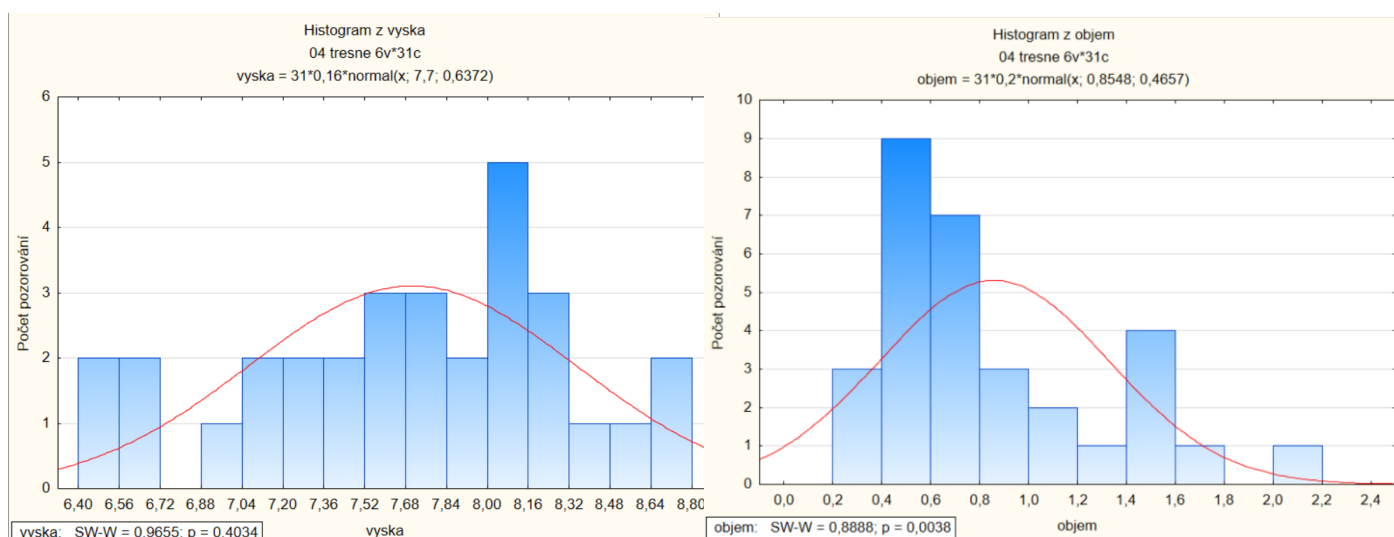 Histogram z vyska
04 tresne 6v*31c
vyska = 31*0,16*normal(x; 7,7; 0,6372)
6
5
4
3
2
1
0
Počet pozorování
6,40 6,56 6,72 6,88 7,04 7,20 7,36 7,52 7,68 7,84 8,00 8,16 8,32 8,48 8,64 8,80
vyska
vyska: SW-W = 0,9655; p = 0,4034
Histogram z objem
04 tresne 6v*31c
objem = 31*0,2*normal(x; 0,8548; 0,4657)
10
9
8
7
6
5
4
3
2
1
0
Počet pozorování
0,0 0,2 0,4 0,6 0,8 1,0 1,2 1,4 1,6 1,8 2,0 2,2 2,4
objem
objem: SW-W = 0,8888; p = 0,0038